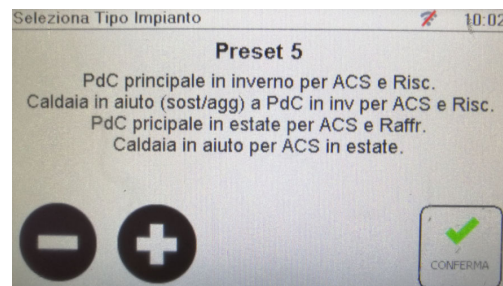 Seleziona Tipo Impianto 10:02
Preset 5
PdC principale in inverno per ACS e Risc.
Caldaia in aiuto (sost/agg) a PdC in inv per ACS e Risc.
PdC pricipale in estate per ACS e Raffr.
Caldaia in aiuto per ACS in estate.
CONFERMA